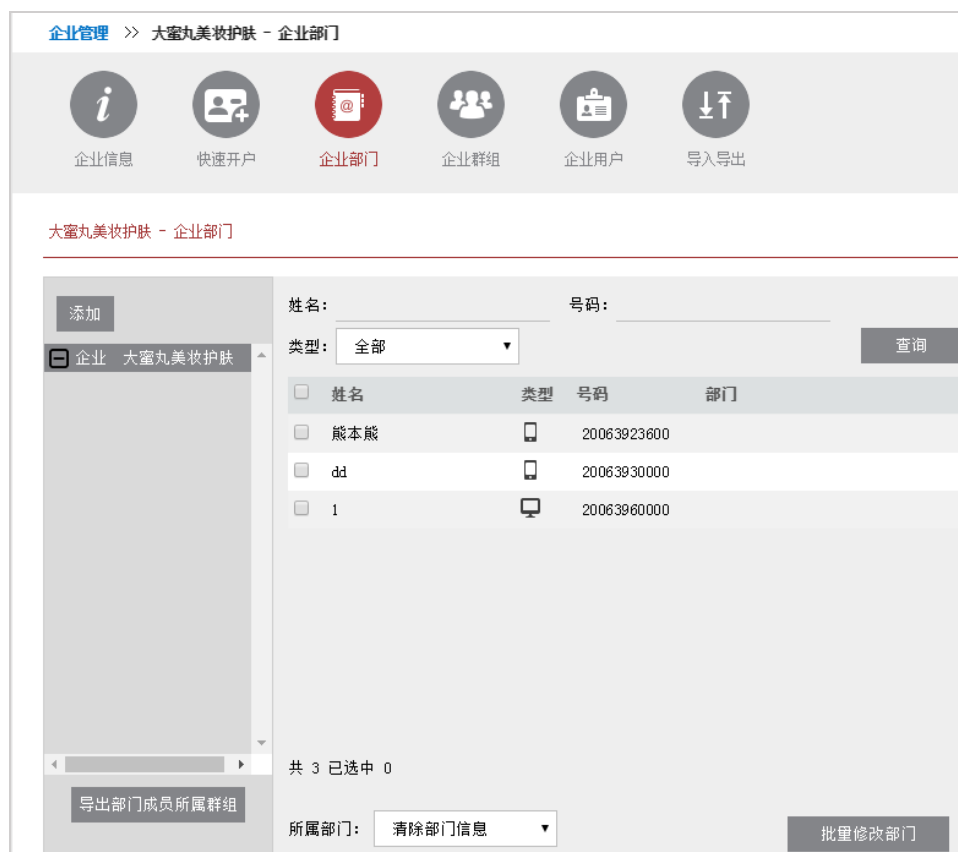 企业管理 >> 大蜜丸美妆护肤 - 企业部门
企业信息 快速开户 企业部门 企业群组 企业用户 导入导出
大蜜丸美妆护肤 - 企业部门
添加
企业 大蜜丸美妆护肤
导出部门成员所属群组
姓名: 号码:
类型: 全部 查询
姓名 类型 号码 部门
熊本熊 20063923600
dd 20063930000
1 20063960000
共 3 已选中 0
所属部门: 清除部门信息 批量修改部门